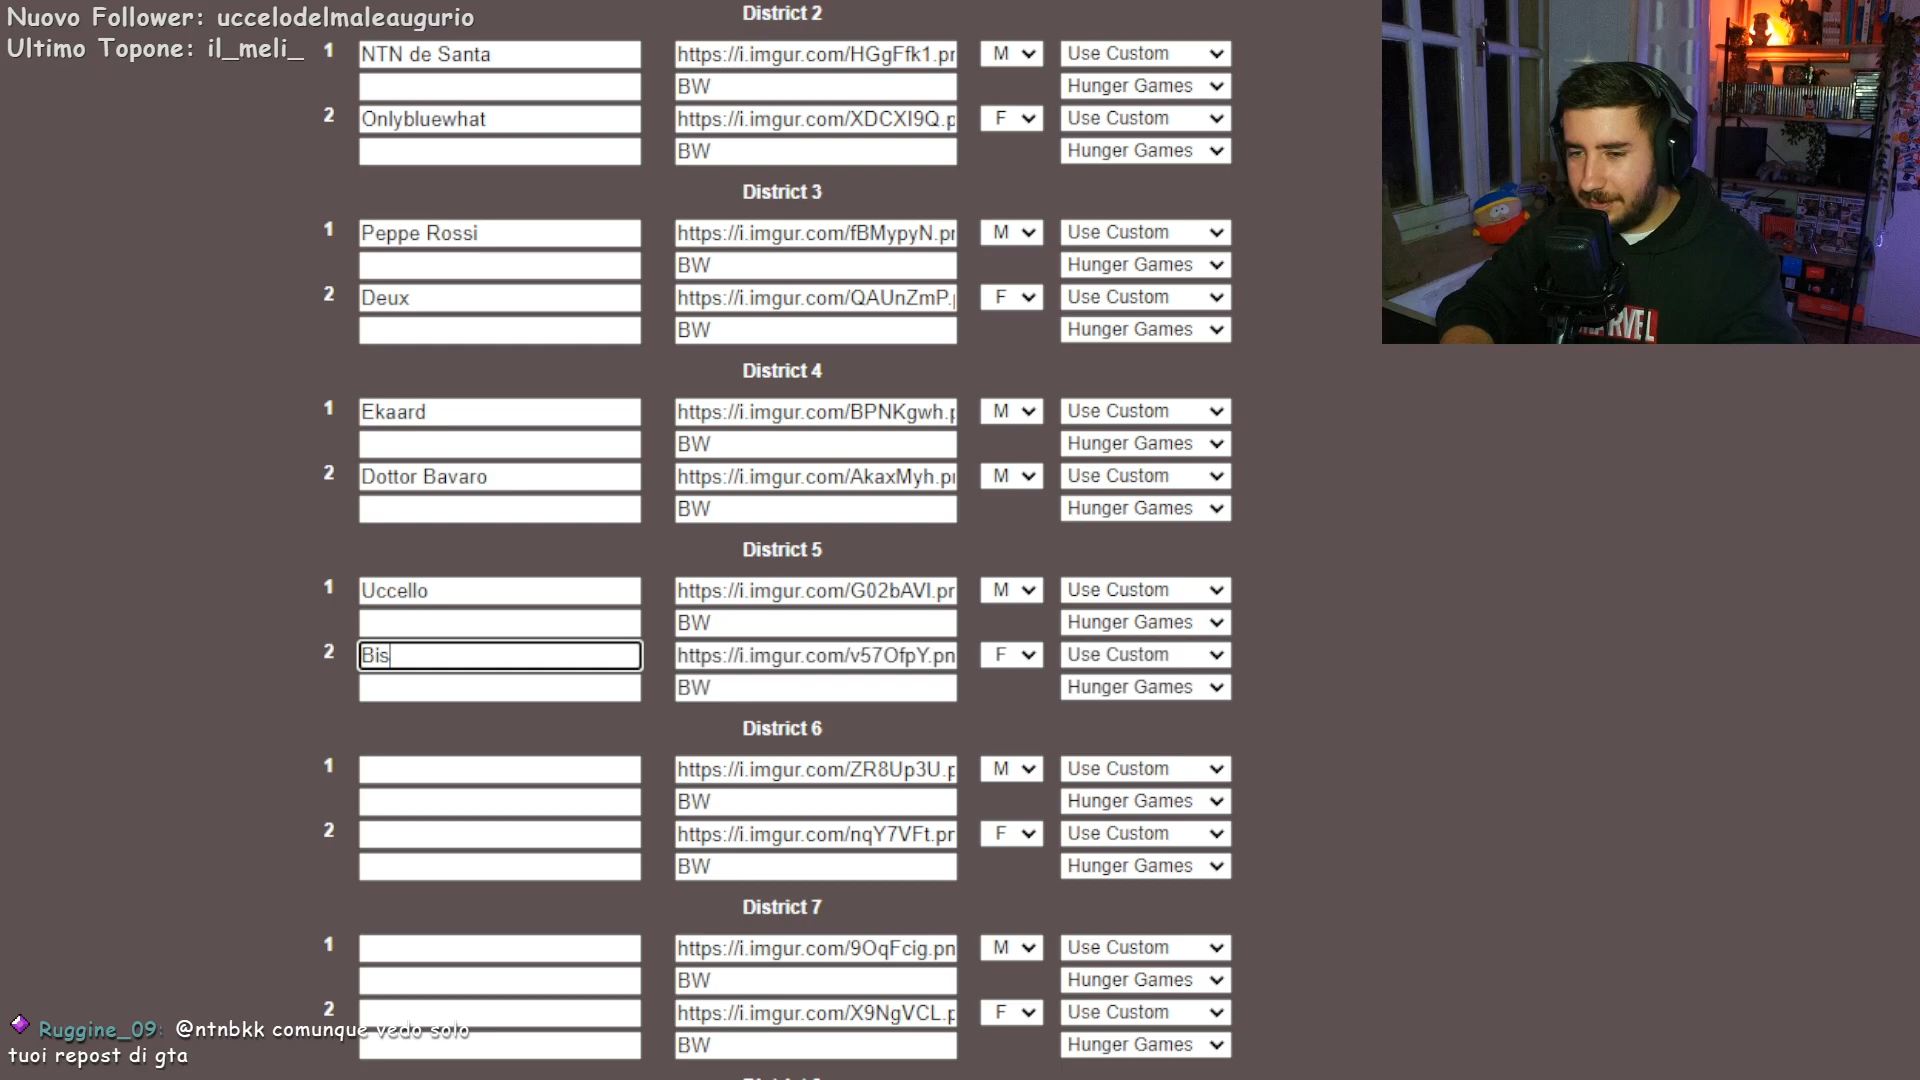 Nuovo Follower: uccelodelmaleaugurio
Ultimo Topone: il_meli_
District 2
1 NTN de Santa https://i.imgur.com/HGgFfk1.pr M Use Custom
BW Hunger Games
2 Onlybluewhat https://i.imgur.com/XDCXI9Q.p F Use Custom
BW Hunger Games
District 3
1 Peppe Rossi https://i.imgur.com/fBMypyN.pr M Use Custom
BW Hunger Games
2 Deux https://i.imgur.com/QAUnZmP. F Use Custom
BW Hunger Games
District 4
1 Ekaard https://i.imgur.com/BPNKgwh.p M Use Custom
BW Hunger Games
2 Dottor Bavaro https://i.imgur.com/AkaxMyh.pi M Use Custom
BW Hunger Games
District 5
1 Uccello https://i.imgur.com/G02bAVI.pr M Use Custom
BW Hunger Games
2 Bis https://i.imgur.com/v57OfpY.pn F Use Custom
BW Hunger Games
District 6
1 https://i.imgur.com/ZR8Up3U.p M Use Custom
BW Hunger Games
2 https://i.imgur.com/nqY7VFt.pr F Use Custom
BW Hunger Games
District 7
1 https://i.imgur.com/9OqFcig.pn M Use Custom
BW Hunger Games
2 https://i.imgur.com/X9NgVCL.p F Use Custom
BW Hunger Games
Ruggine_09: @ntnbkk comunque vedo solo
tuoi repost di gta